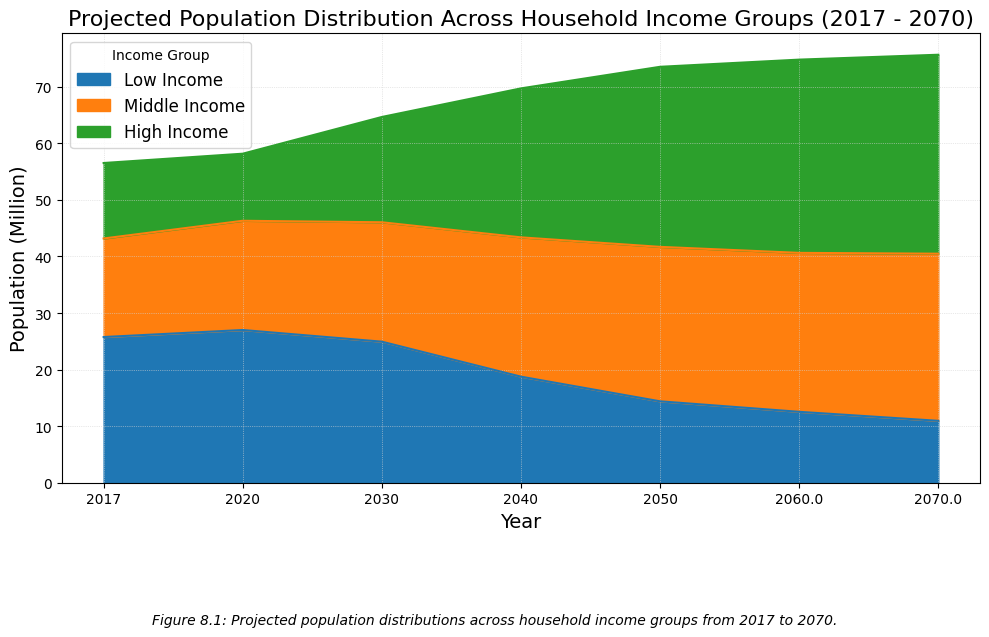 Projected Population Distribution Across Household Income Groups (2017 - 2070)
Income Group
Low Income
Middle Income
High Income
Population (Million)
70
60
50
40
30
20
10
0
2017 2020 2030 2040 2050 2060.0 2070.0
Year
Figure 8.1: Projected population distributions across household income groups from 2017 to 2070.